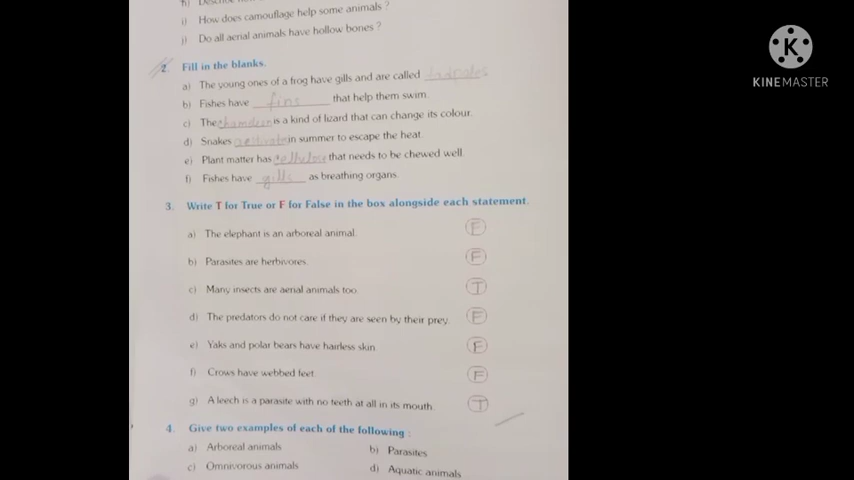 i) How does camouflage help some animals ?
j) Do all aerial animals have hollow bones ?
K
KINEMASTER
2. Fill in the blanks.
a) The young ones of a frog have gills and are called tadpoles
b) Fishes have fins that help them swim.
c) The is a kind of lizard that can change its colour.
d) Snakes in summer to escape the heat.
e) Plant matter has cellulose that needs to be chewed well.
f) Fishes have gills as breathing organs.
3. Write T for True or F for False in the box alongside each statement.
a) The elephant is an arboreal animal. F
b) Parasites are herbivores. F
c) Many insects are aerial animals too. T
d) The predators do not care if they are seen by their prey. F
e) Yaks and polar bears have hairless skin. F
f) Crows have webbed feet. F
g) A leech is a parasite with no teeth at all in its mouth. T
4. Give two examples of each of the following :
a) Arboreal animals b) Parasites
c) Omnivorous animals d) Aquatic animals